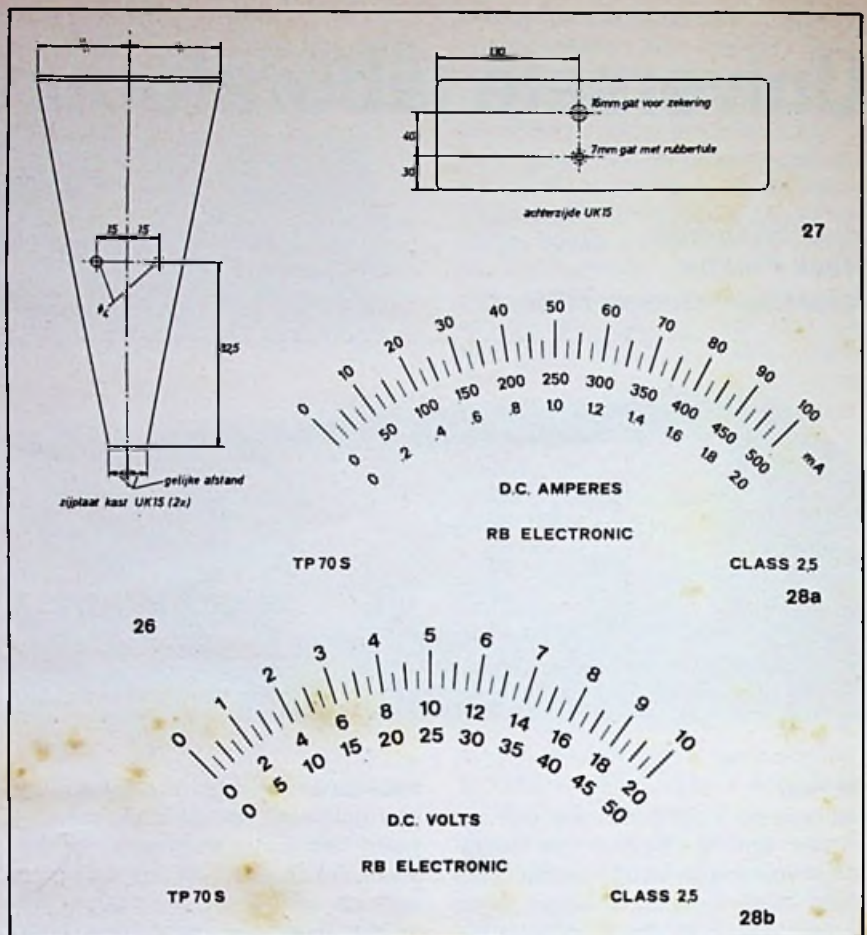 15 15
32,5
gelijke afstand
zijplaat kast UK15 (2x)
26
130
16mm gat voor zekering
40
7mm gat met rubbertule
30
achterzijde UK15
27
0 10 20 30 40 50 60 70 80 90 100
0 50 100 150 200 250 300 350 400 450 500 mA
0 .2 .4 .6 .8 1.0 1.2 1.4 1.6 1.8 2.0
D.C. AMPERES
RB ELECTRONIC
TP 70 S CLASS 2,5
28a
0 1 2 3 4 5 6 7 8 9 10
0 2 4 6 8 10 12 14 16 18 20
0 5 10 15 20 25 30 35 40 45 50
D.C. VOLTS
RB ELECTRONIC
TP 70 S CLASS 2,5
28b